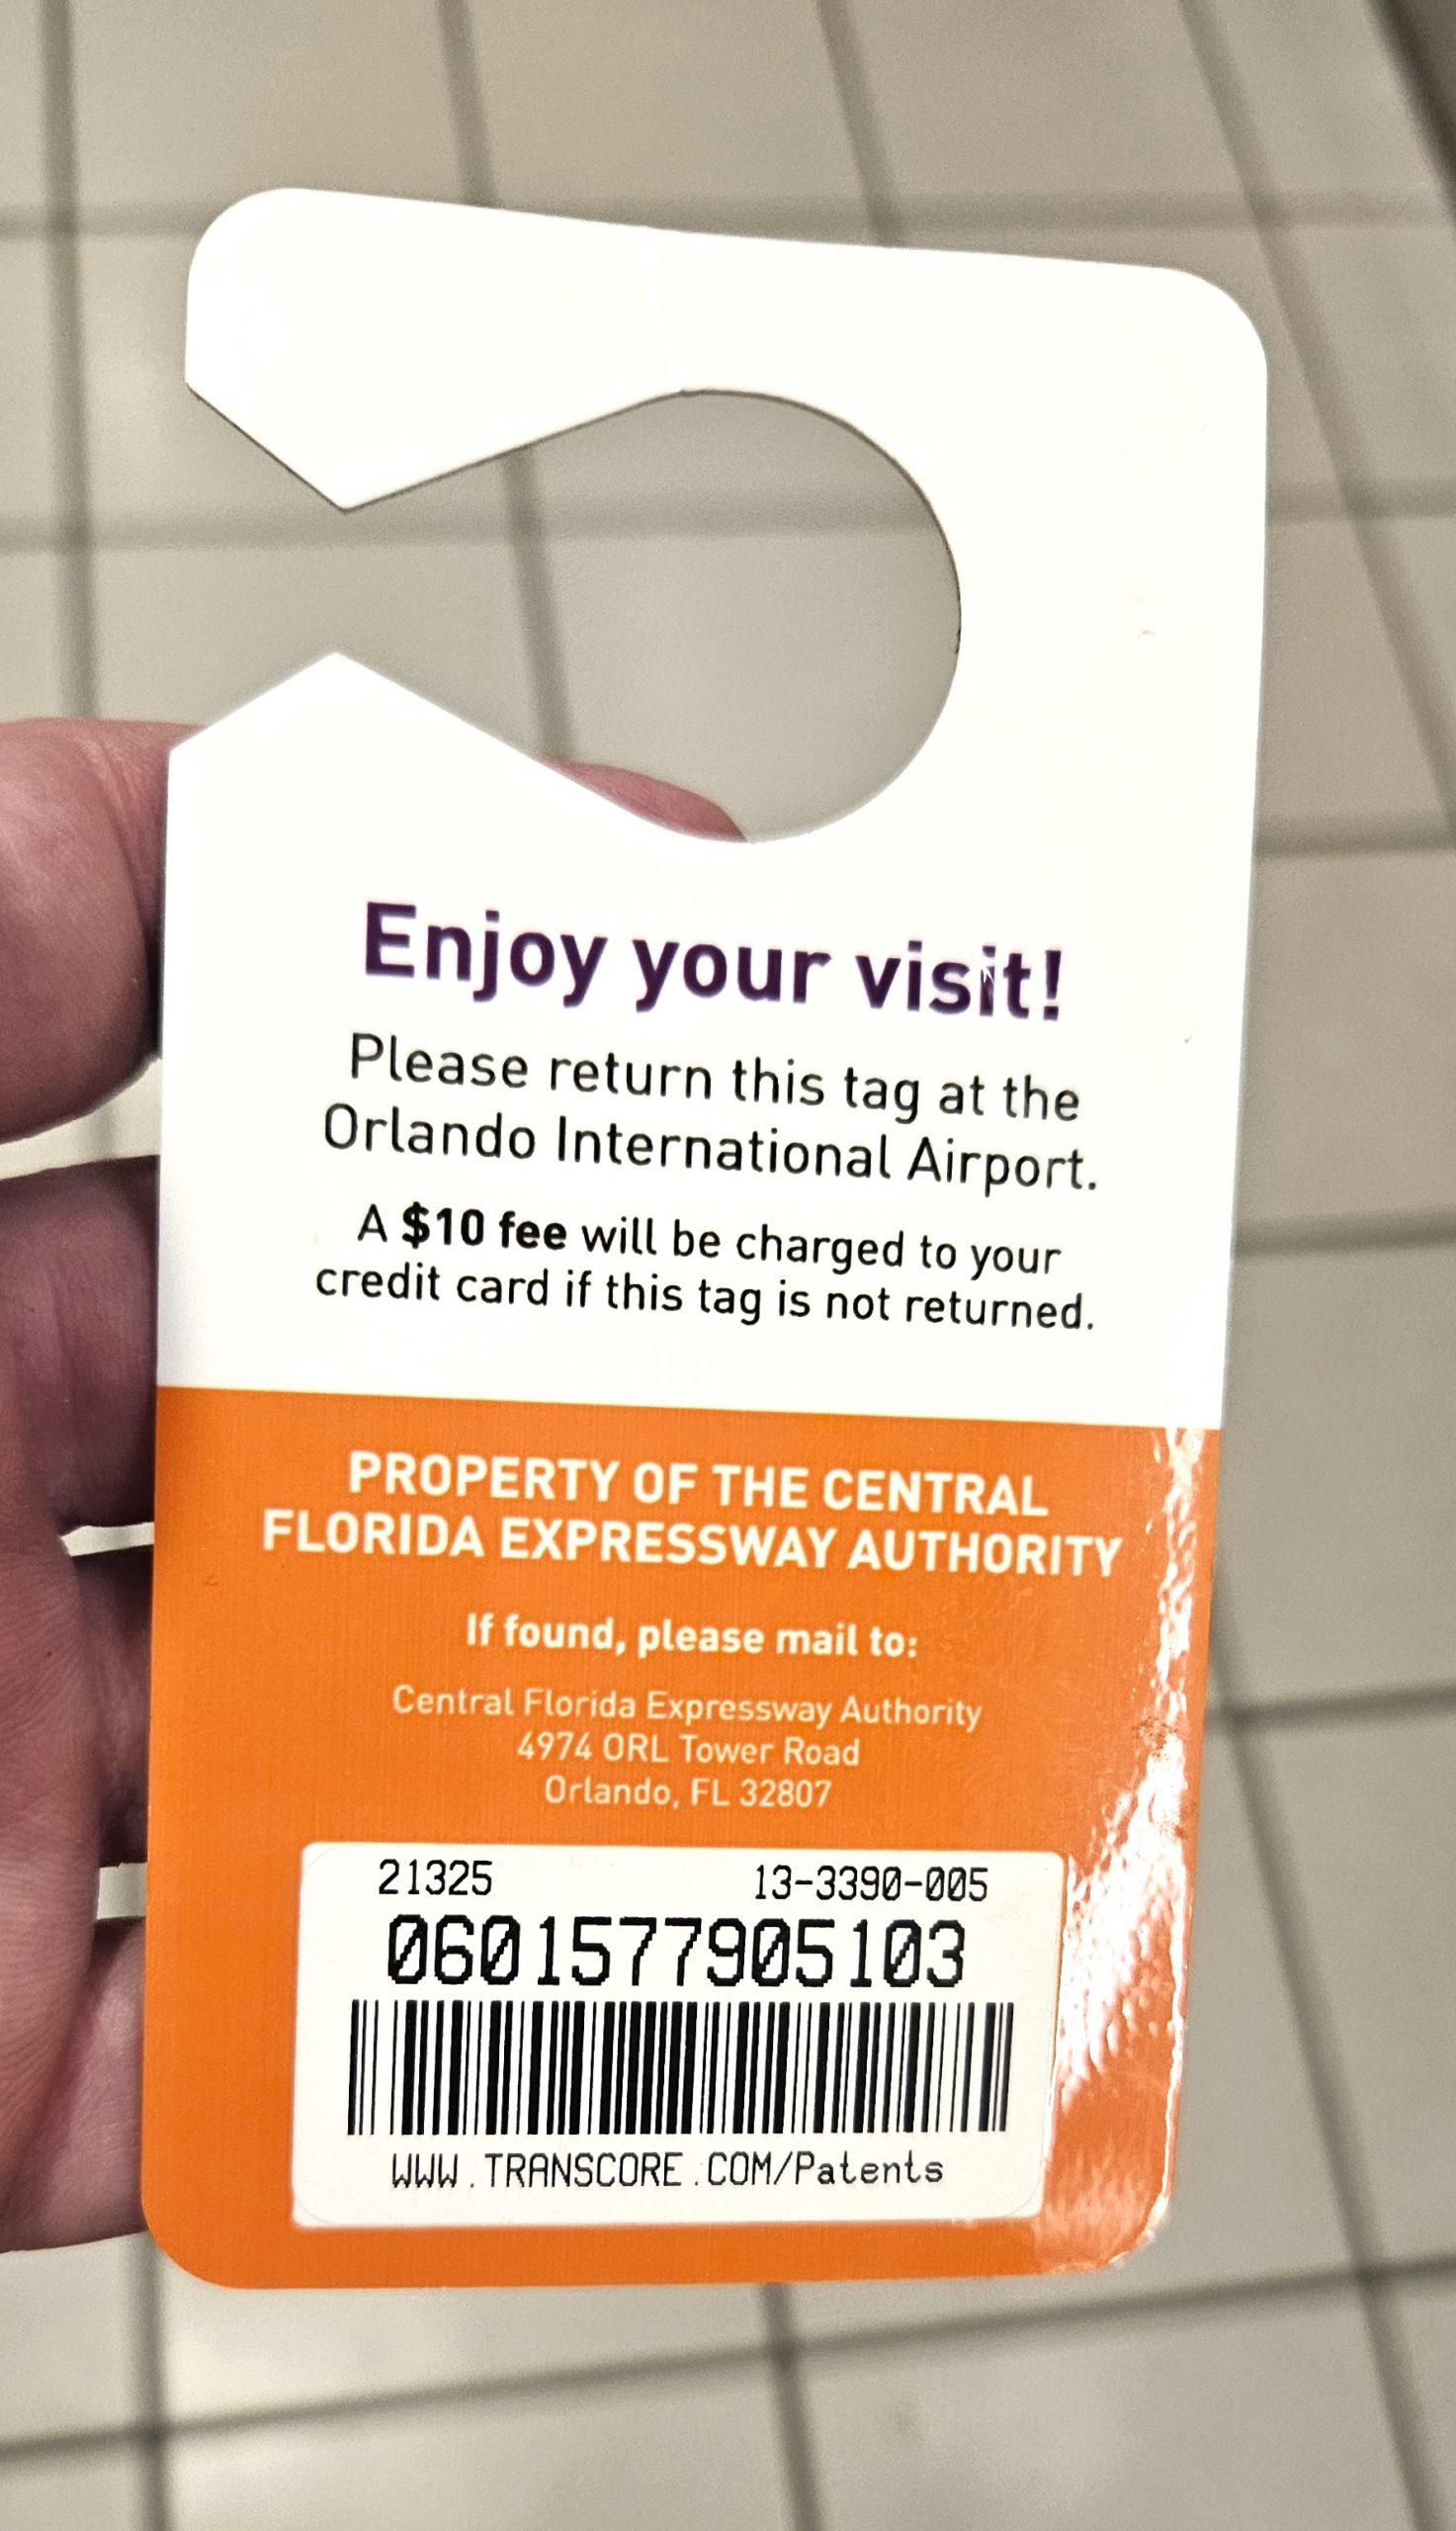 Enjoy your visit!
Please return this tag at the
Orlando International Airport.
A $10 fee will be charged to your
credit card if this tag is not returned.
PROPERTY OF THE CENTRAL
FLORIDA EXPRESSWAY AUTHORITY
If found, please mail to:
Central Florida Expressway Authority
4974 ORL Tower Road
Orlando, FL 32807
21325 13-3390-005
0601577905103
WWW.TRANSCORE.COM/Patents